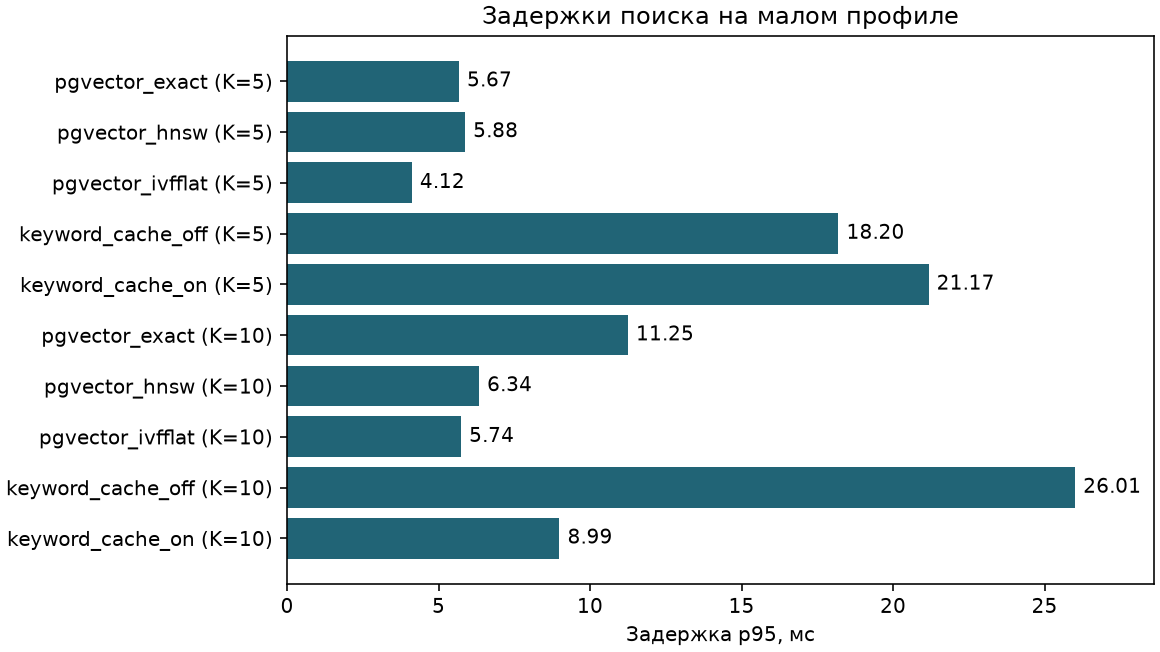 Задержки поиска на малом профиле
pgvector_exact (K=5) 5.67
pgvector_hnsw (K=5) 5.88
pgvector_ivfflat (K=5) 4.12
keyword_cache_off (K=5) 18.20
keyword_cache_on (K=5) 21.17
pgvector_exact (K=10) 11.25
pgvector_hnsw (K=10) 6.34
pgvector_ivfflat (K=10) 5.74
keyword_cache_off (K=10) 26.01
keyword_cache_on (K=10) 8.99
0 5 10 15 20 25
Задержка p95, мс